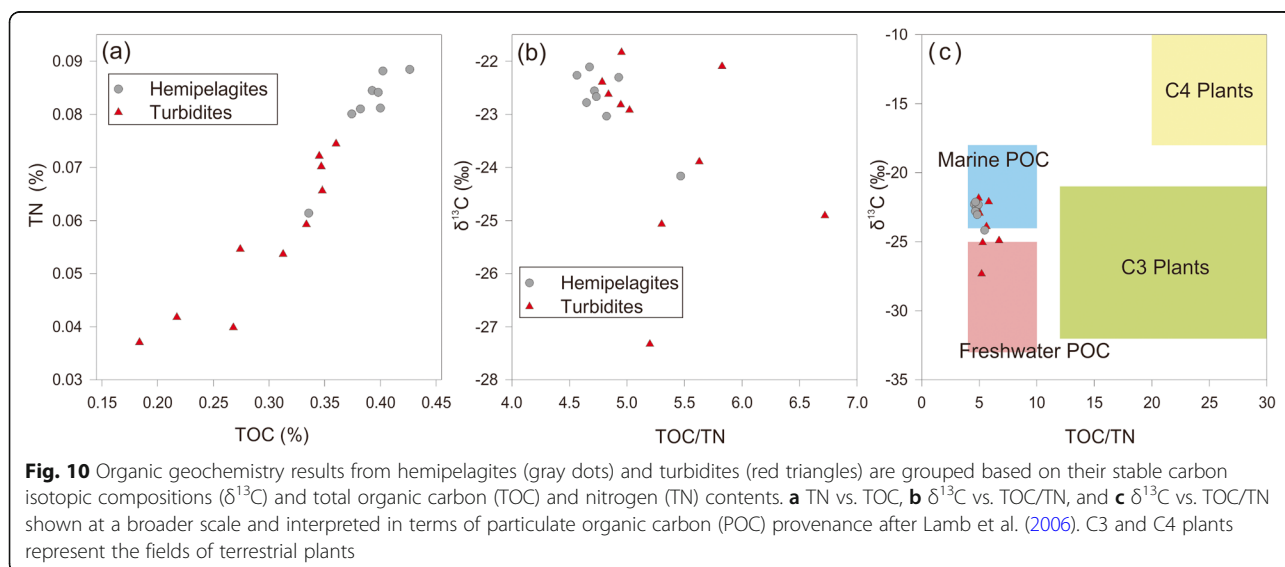 (a)
Hemipelagites
Turbidites
0.09
0.08
0.07
0.06
0.05
0.04
0.03
TN (%)
0.15 0.20 0.25 0.30 0.35 0.40 0.45
TOC (%)
(b)
-22
-23
-24
-25
-26
-27
-28
δ¹³C (‰)
Hemipelagites
Turbidites
4.0 4.5 5.0 5.5 6.0 6.5 7.0
TOC/TN
(c)
-10
-15
-20
-25
-30
-35
δ¹³C (‰)
C4 Plants
Marine POC
C3 Plants
Freshwater POC
0 5 10 15 20 25 30
TOC/TN
Fig. 10 Organic geochemistry results from hemipelagites (gray dots) and turbidites (red triangles) are grouped based on their stable carbon
isotopic compositions (δ¹³C) and total organic carbon (TOC) and nitrogen (TN) contents. a TN vs. TOC, b δ¹³C vs. TOC/TN, and c δ¹³C vs. TOC/TN
shown at a broader scale and interpreted in terms of particulate organic carbon (POC) provenance after Lamb et al. (2006). C3 and C4 plants
represent the fields of terrestrial plants